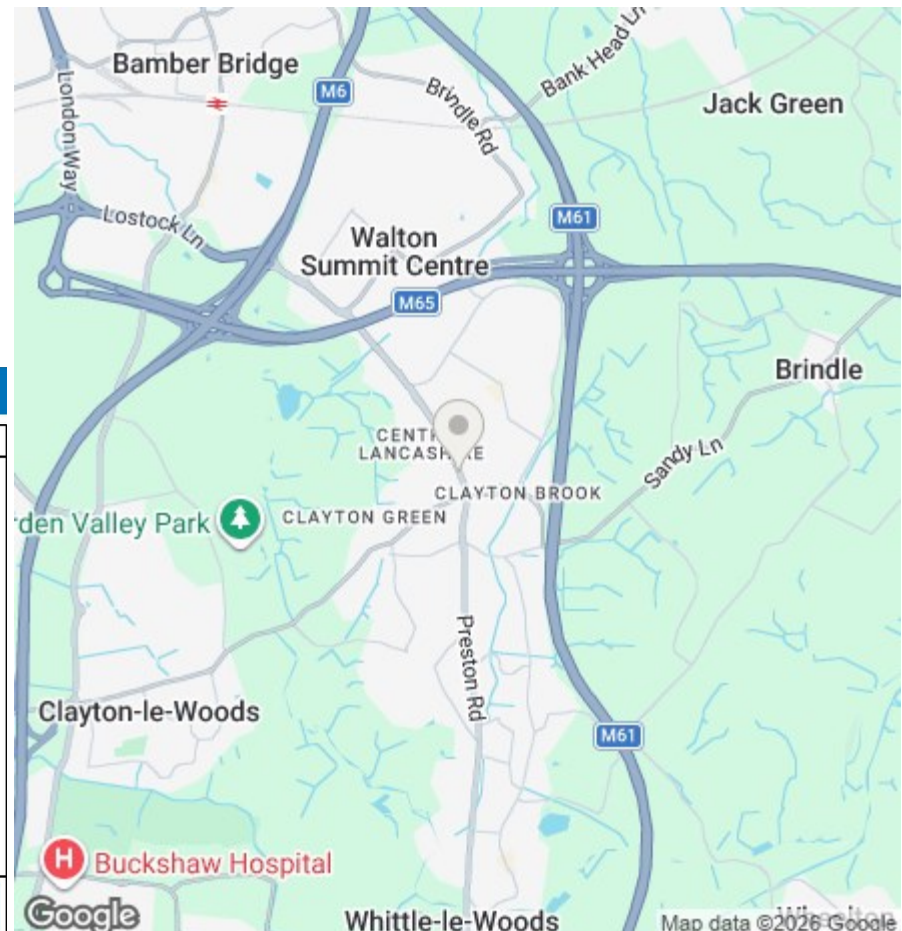 Bamber Bridge
M6
Bank Head Ln
Jack Green
London Way
Brindle Rd
Lostock Ln
M61
Walton
Summit Centre
M65
Brindle
LANCASHIRE
Sandy Ln
CLAYTON BROOK
rden Valley Park
CLAYTON GREEN
Preston Rd
Clayton-le-Woods
M61
H
Buckshaw Hospital
Google
Whittle-le-Woods
Map data ©2026 Google